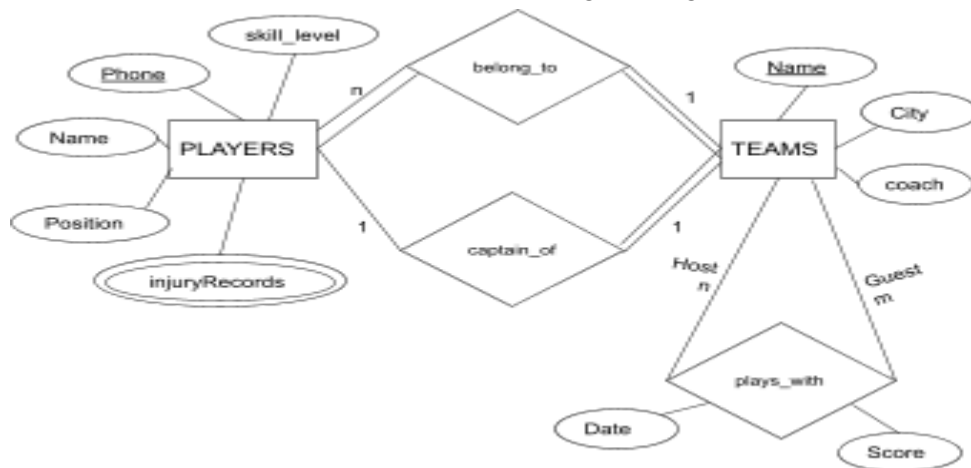 skill_level
belong_to
Phone
Name
n
1
Name
City
PLAYERS
TEAMS
coach
Position
1
captain_of
1
injuryRecords
Host
n
Guest
m
plays_with
Date
Score